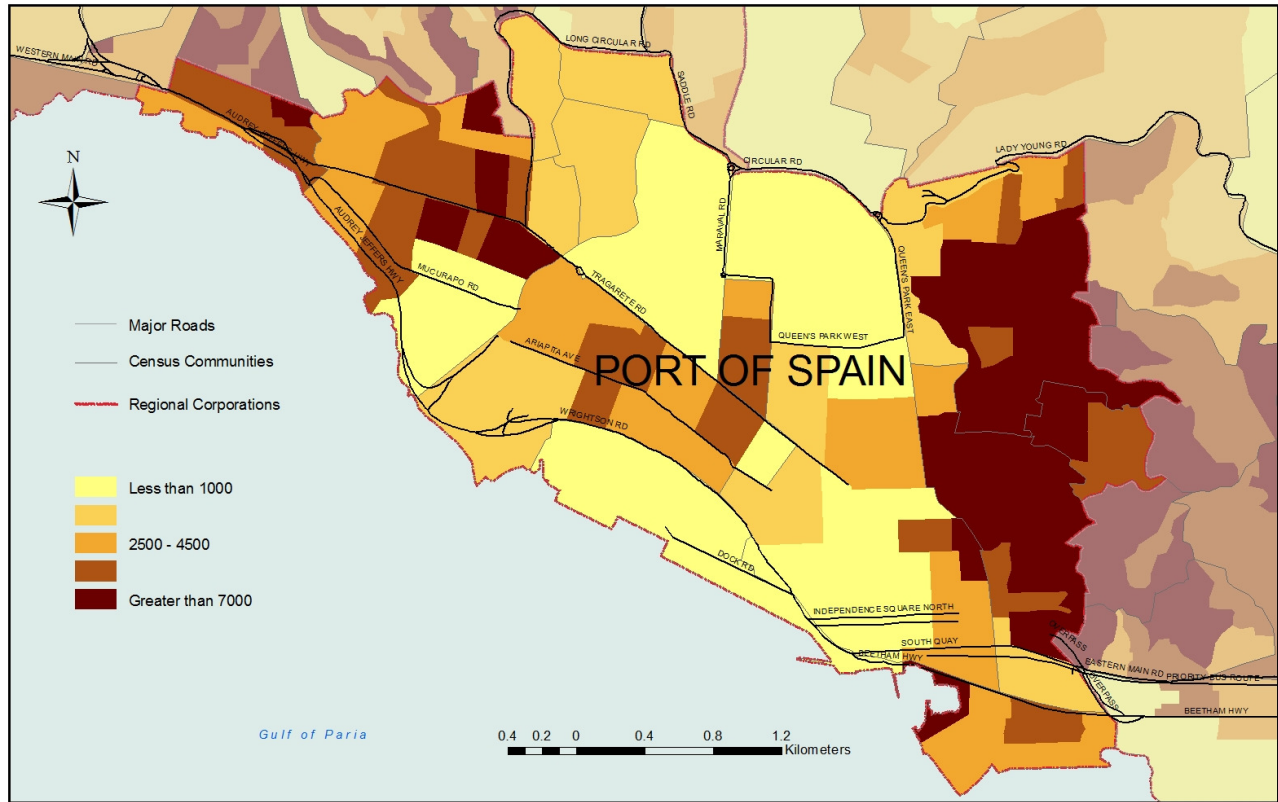 LONG CIRCULAR RD
WESTERN MAIN RD
SADDLE RD
AUDREY JEFFERS HWY
LADY YOUNG RD
CIRCULAR RD
N
MARAVAL RD
AUDREY JEFFERS HWY
QUEEN'S PARK EAST
MUCURAPO RD
TRAGARETE RD
Major Roads
QUEEN'S PARK WEST
ARIAPITA AVE
Census Communities
PORT OF SPAIN
Regional Corporations
WRIGHTSON RD
Less than 1000
2500 - 4500
DOCK RD
Greater than 7000
INDEPENDENCE SQUARE NORTH
OVERPASS
SOUTH QUAY
BEETHAM HWY
EASTERN MAIN RD
PRIORITY BUS ROUTE
OVERPASS
BEETHAM HWY
Gulf of Paria
0.4 0.2 0 0.4 0.8 1.2
Kilometers